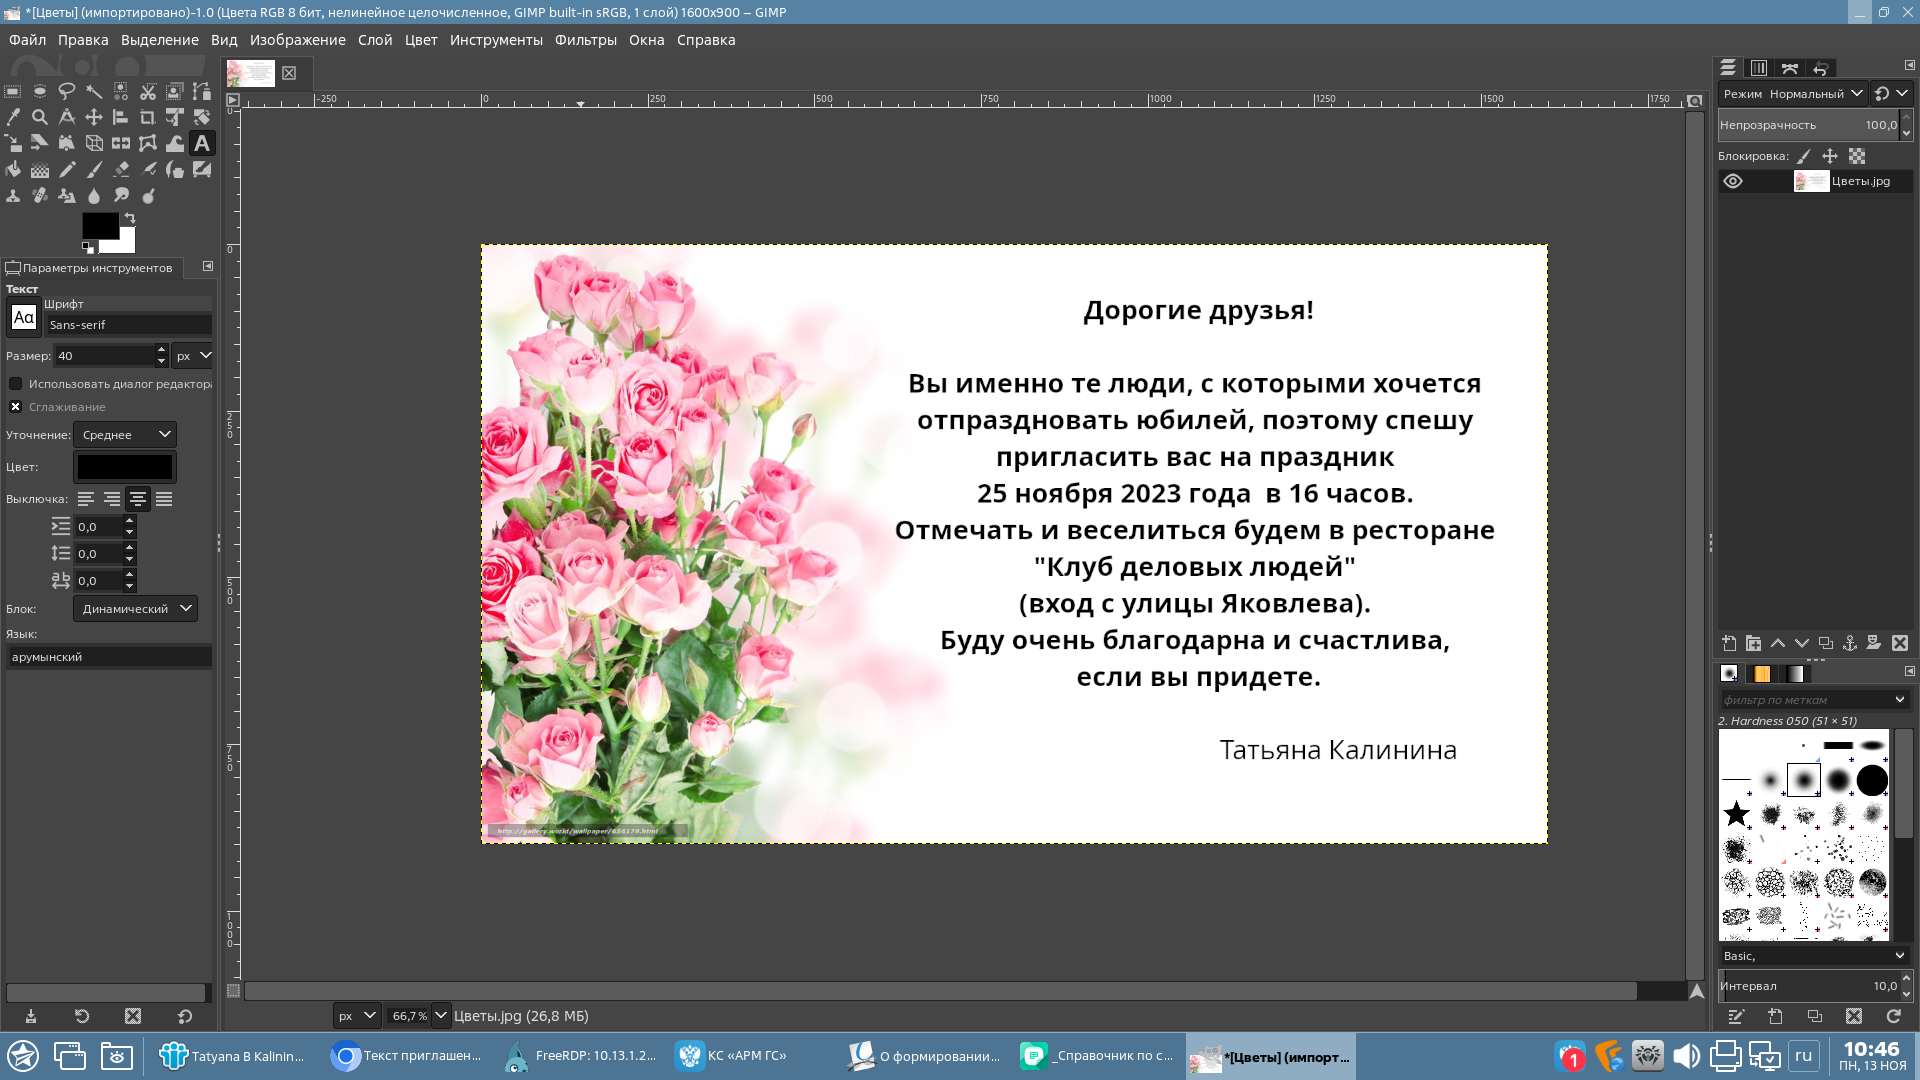 *[Цветы] (импортировано)-1.0 (Цвета RGB 8 бит, нелинейное целочисленное, GIMP built-in sRGB, 1 слой) 1600x900 – GIMP
Файл Правка Выделение Вид Изображение Слой Цвет Инструменты Фильтры Окна Справка
-250 0 250 500 750 1000 1250 1500 1750
0
0
250
500
750
1000
Параметры инструментов
Текст
Шрифт
Aα
Sans-serif
Размер: 40 px
Использовать диалог редактора
Сглаживание
Уточнение: Среднее
Цвет:
Выключка:
0,0
0,0
0,0
Блок: Динамический
Язык:
арумынский
Дорогие друзья!
Вы именно те люди, с которыми хочется
отпраздновать юбилей, поэтому спешу
пригласить вас на праздник
25 ноября 2023 года в 16 часов.
Отмечать и веселиться будем в ресторане
"Клуб деловых людей"
(вход с улицы Яковлева).
Буду очень благодарна и счастлива,
если вы придете.
Татьяна Калинина
http://gallery.world/wallpaper/656178.html
px 66,7 % Цветы.jpg (26,8 МБ)
Режим Нормальный
Непрозрачность 100,0
Блокировка:
Цветы.jpg
фильтр по меткам
2. Hardness 050 (51 × 51)
Basic,
Интервал 10,0
Tatyana B Kalinin...
Текст приглашен...
FreeRDP: 10.13.1.2...
КС «АРМ ГС»
О формировании...
_Справочник по с...
*[Цветы] (импорт...
1
ru
10:46
ПН, 13 НОЯ